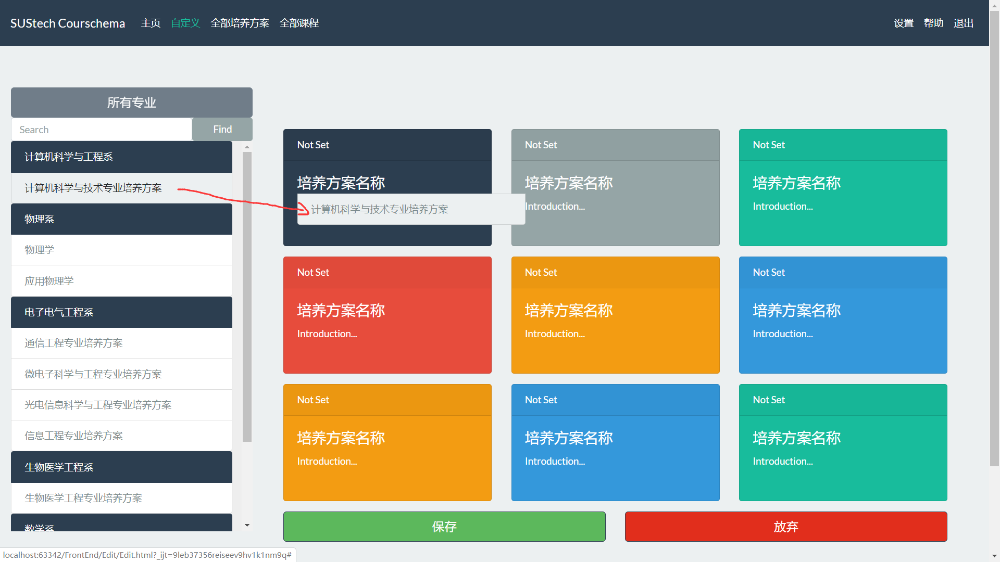 SUStech Courschema 主页 自定义 全部培养方案 全部课程 设置 帮助 退出
所有专业
Search Find
计算机科学与工程系
计算机科学与技术专业培养方案
物理系
物理学
应用物理学
电子电气工程系
通信工程专业培养方案
微电子科学与工程专业培养方案
光电信息科学与工程专业培养方案
信息工程专业培养方案
生物医学工程系
生物医学工程专业培养方案
数学系
Not Set
培养方案名称
计算机科学与技术专业培养方案
Not Set
培养方案名称
Introduction...
Not Set
培养方案名称
Introduction...
Not Set
培养方案名称
Introduction...
Not Set
培养方案名称
Introduction...
Not Set
培养方案名称
Introduction...
Not Set
培养方案名称
Introduction...
Not Set
培养方案名称
Introduction...
Not Set
培养方案名称
Introduction...
保存 放弃
localhost:63342/FrontEnd/Edit/Edit.html?_ijt=9leb37356reiseev9hv1k1nm9q#